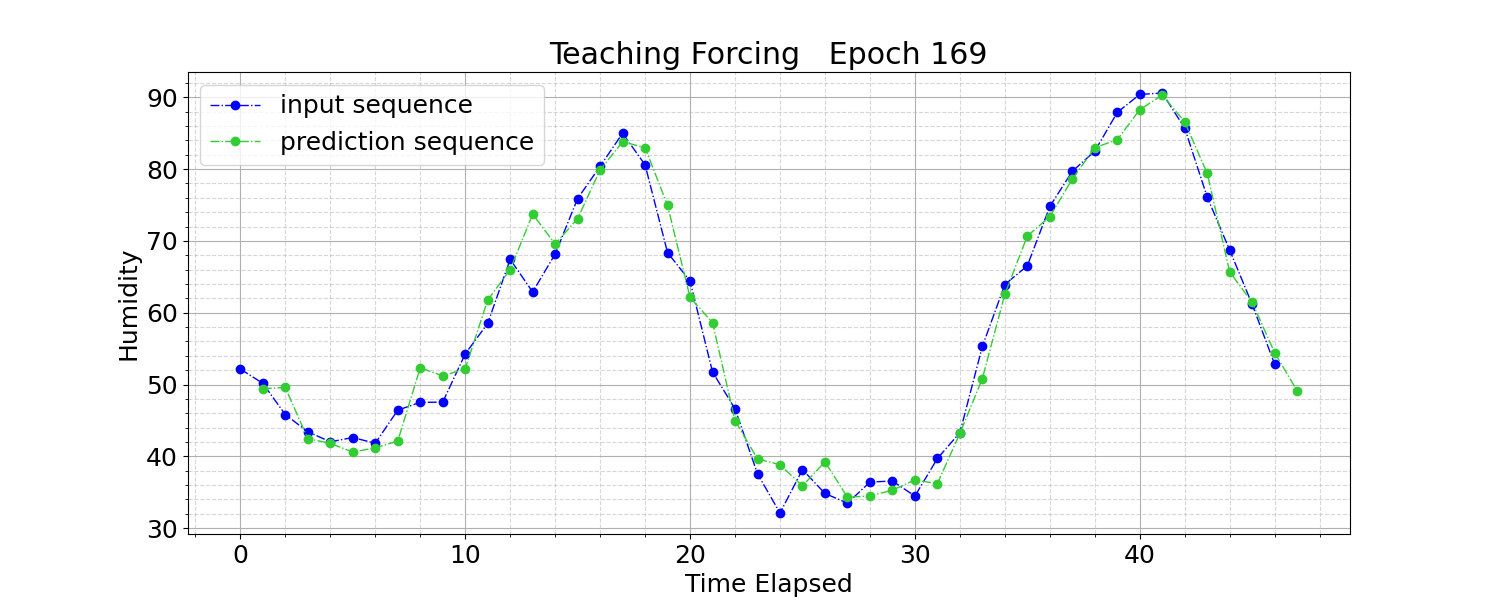 Teaching Forcing   Epoch 169
input sequence
prediction sequence
Humidity
90
80
70
60
50
40
30
0 10 20 30 40
Time Elapsed